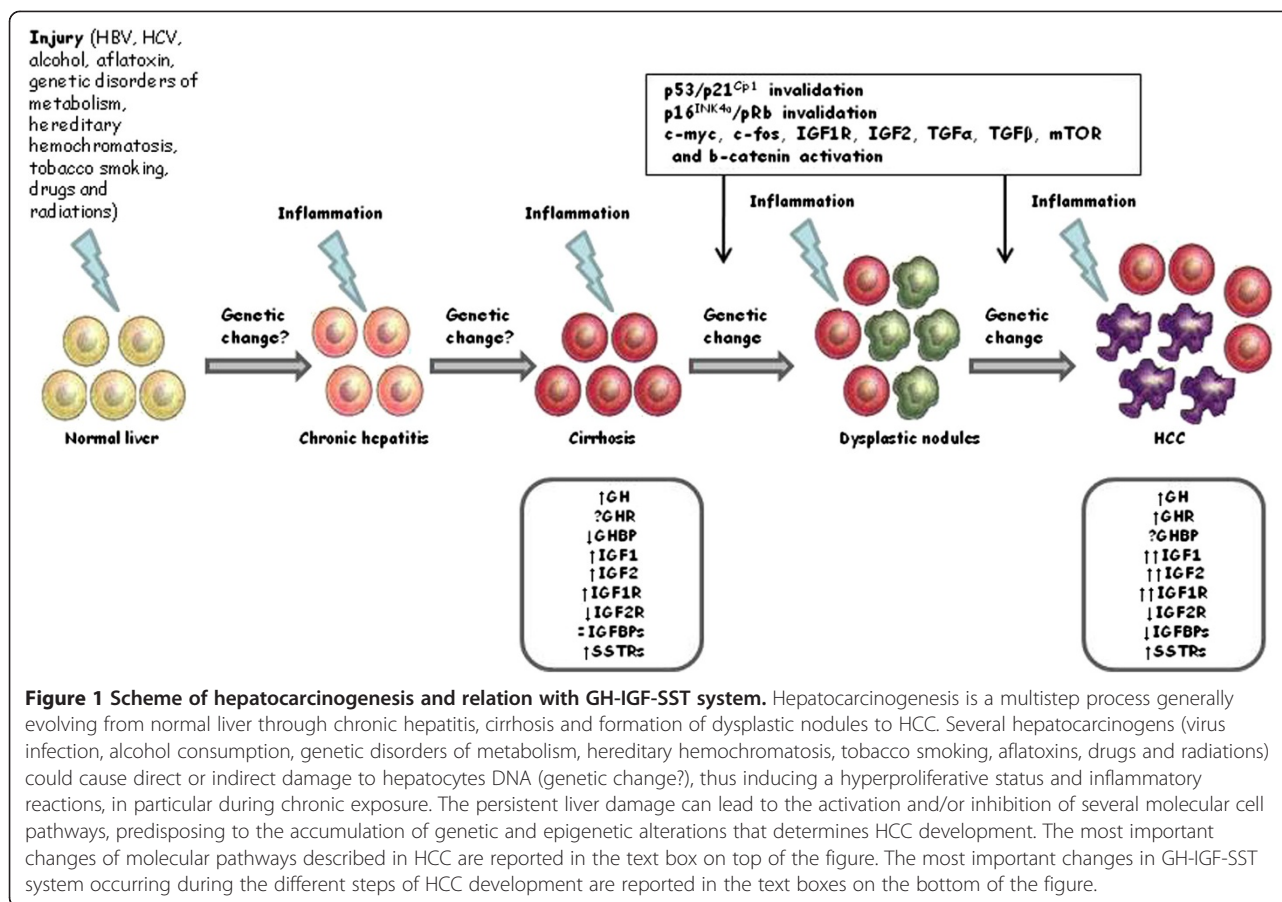 Injury (HBV, HCV,
alcohol, aflatoxin,
genetic disorders of
metabolism,
hereditary
hemochromatosis,
tobacco smoking,
drugs and
radiations)
p53/p21Cip1 invalidation
p16INK4a/pRb invalidation
c-myc, c-fos, IGF1R, IGF2, TGFα, TGFβ, mTOR
and b-catenin activation
Inflammation
Inflammation
Inflammation
Inflammation
Genetic
change?
Genetic
change?
Genetic
change
Genetic
change
Normal liver
Chronic hepatitis
Cirrhosis
Dysplastic nodules
HCC
↑GH
?GHR
↓GHBP
↑IGF1
↑IGF2
↑IGF1R
↓IGF2R
=IGFBPs
↑SSTRs
↑GH
↑GHR
?GHBP
↑↑IGF1
↑↑IGF2
↑↑IGF1R
↓IGF2R
↓IGFBPs
↑SSTRs
Figure 1 Scheme of hepatocarcinogenesis and relation with GH-IGF-SST system. Hepatocarcinogenesis is a multistep process generally
evolving from normal liver through chronic hepatitis, cirrhosis and formation of dysplastic nodules to HCC. Several hepatocarcinogens (virus
infection, alcohol consumption, genetic disorders of metabolism, hereditary hemochromatosis, tobacco smoking, aflatoxins, drugs and radiations)
could cause direct or indirect damage to hepatocytes DNA (genetic change?), thus inducing a hyperproliferative status and inflammatory
reactions, in particular during chronic exposure. The persistent liver damage can lead to the activation and/or inhibition of several molecular cell
pathways, predisposing to the accumulation of genetic and epigenetic alterations that determines HCC development. The most important
changes of molecular pathways described in HCC are reported in the text box on top of the figure. The most important changes in GH-IGF-SST
system occurring during the different steps of HCC development are reported in the text boxes on the bottom of the figure.